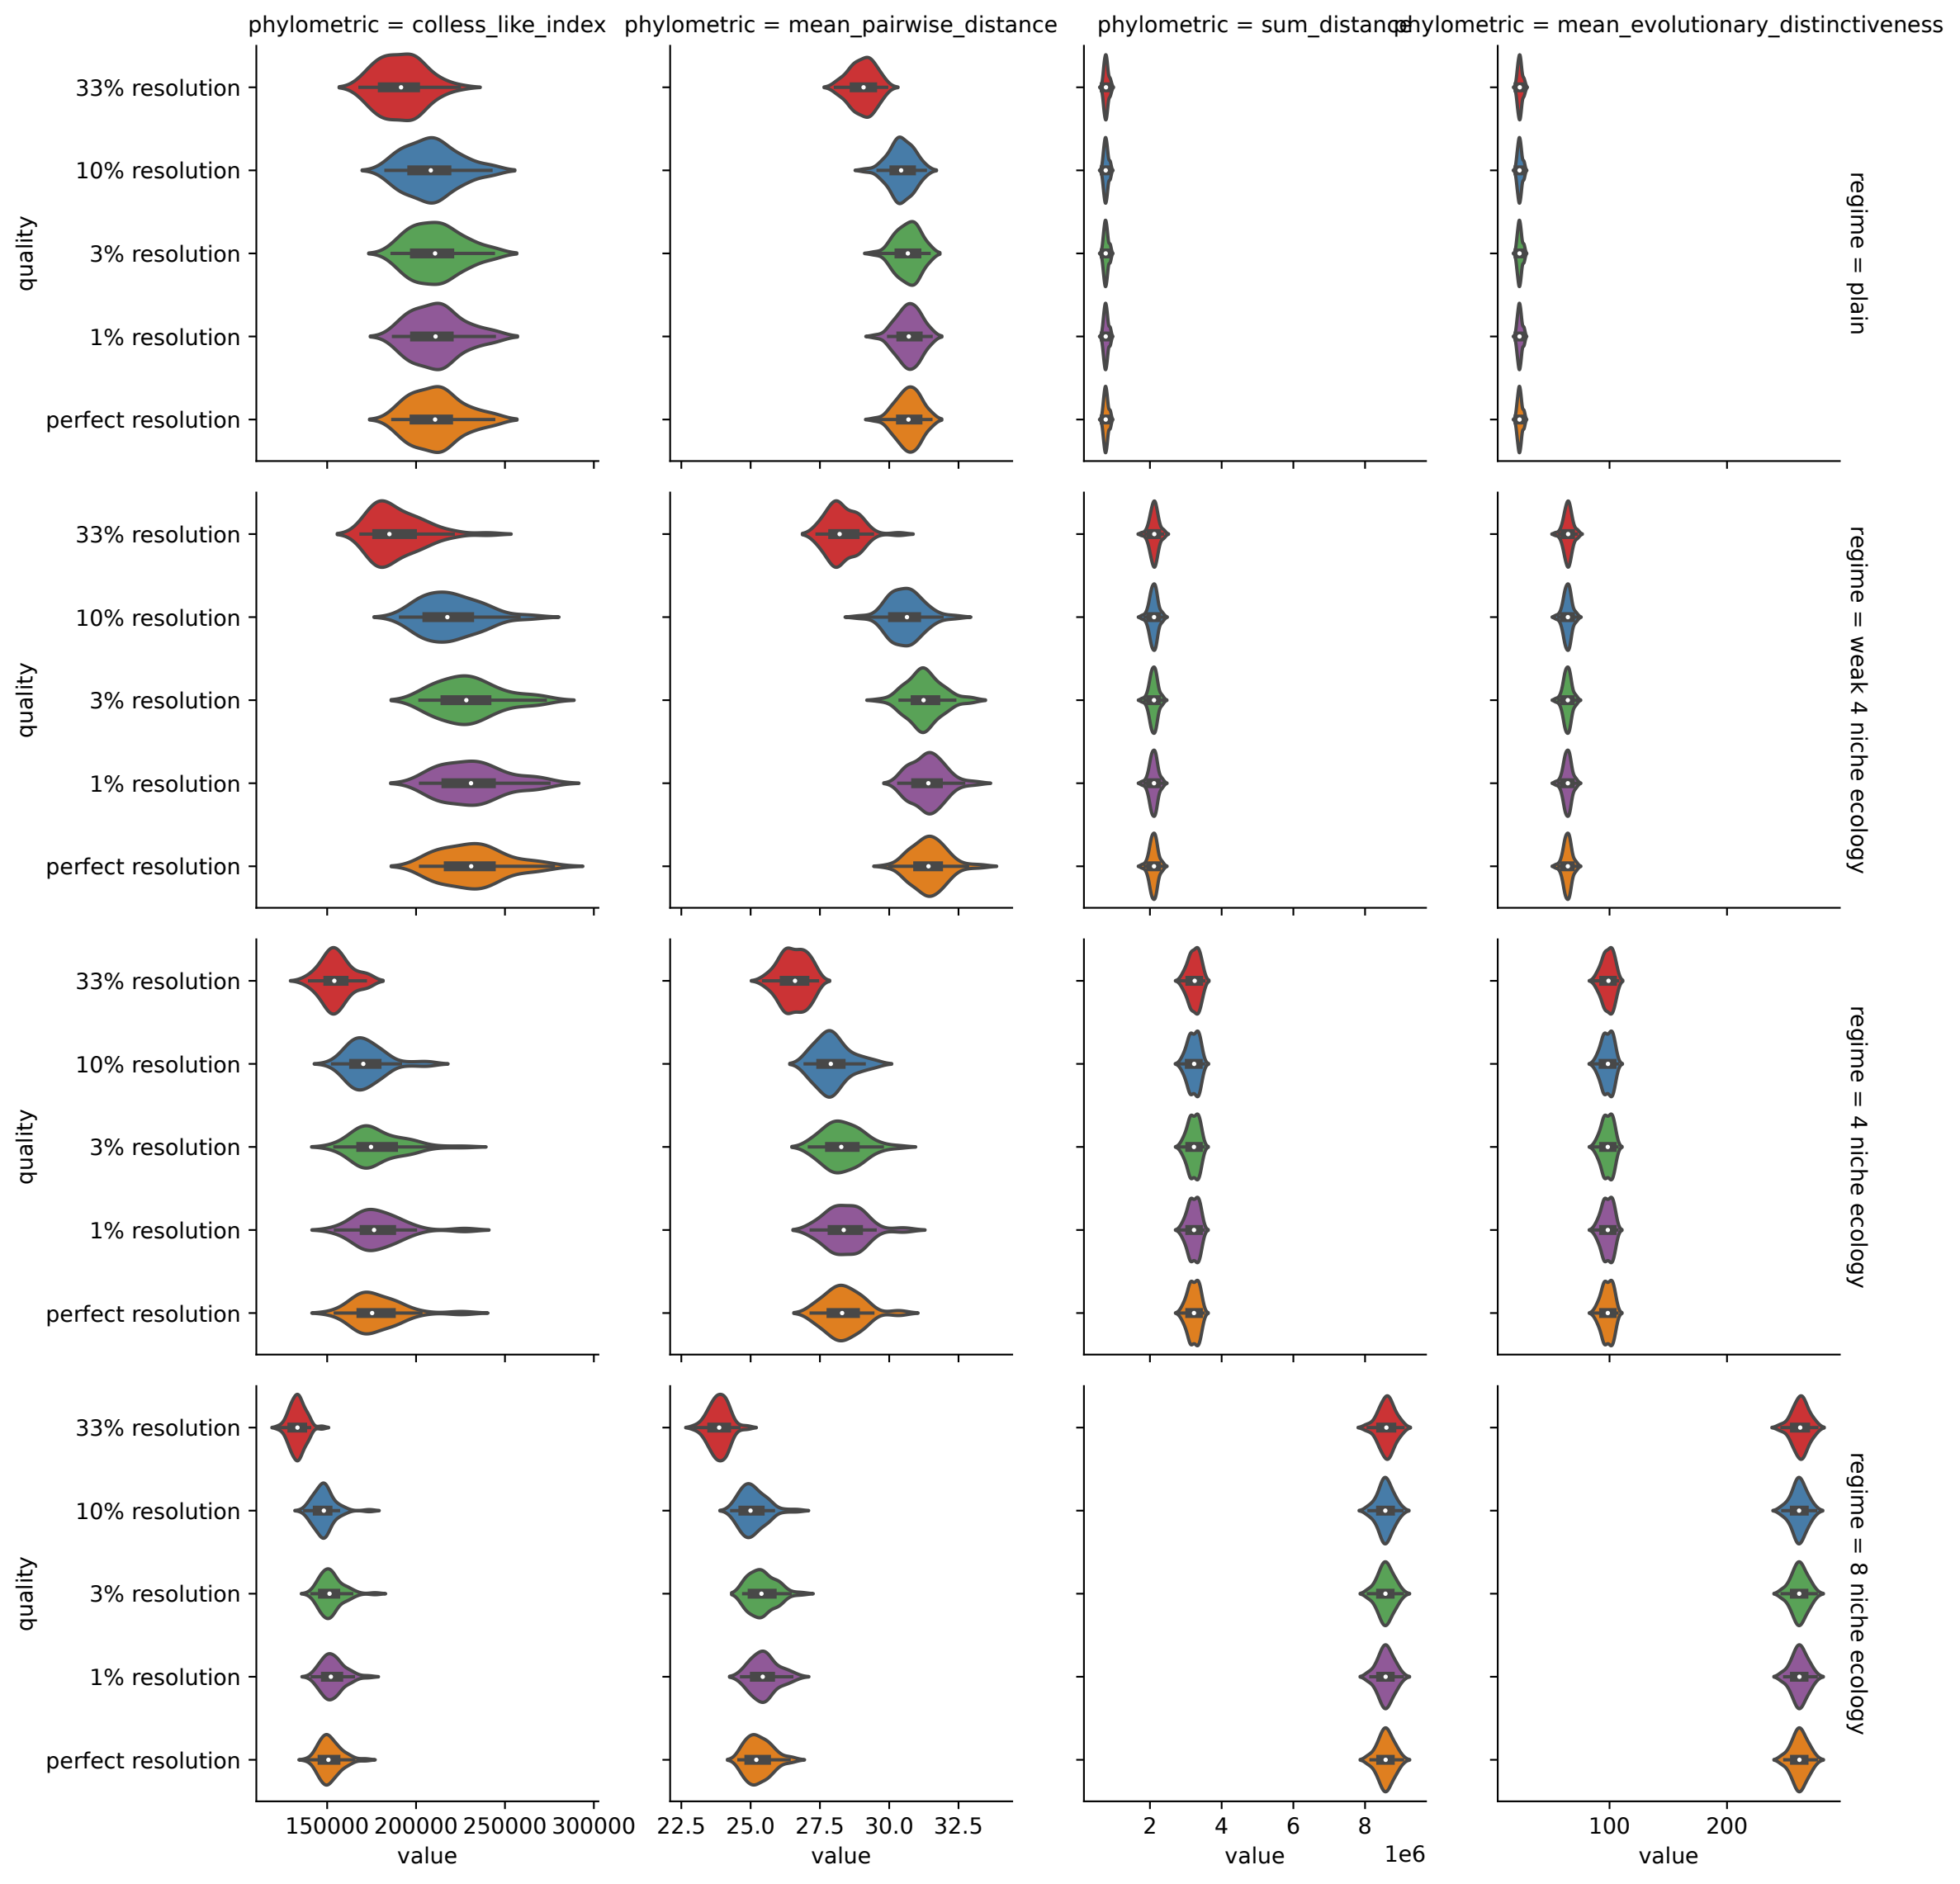 phylometric = colless_like_index
phylometric = mean_pairwise_distance
phylometric = sum_distance
phylometric = mean_evolutionary_distinctiveness
quality
33% resolution
10% resolution
3% resolution
1% resolution
perfect resolution
regime = plain
quality
33% resolution
10% resolution
3% resolution
1% resolution
perfect resolution
regime = weak 4 niche ecology
quality
33% resolution
10% resolution
3% resolution
1% resolution
perfect resolution
regime = 4 niche ecology
quality
33% resolution
10% resolution
3% resolution
1% resolution
perfect resolution
regime = 8 niche ecology
150000 200000 250000 300000
value
22.5 25.0 27.5 30.0 32.5
value
2 4 6 8
1e6
value
100 200
value